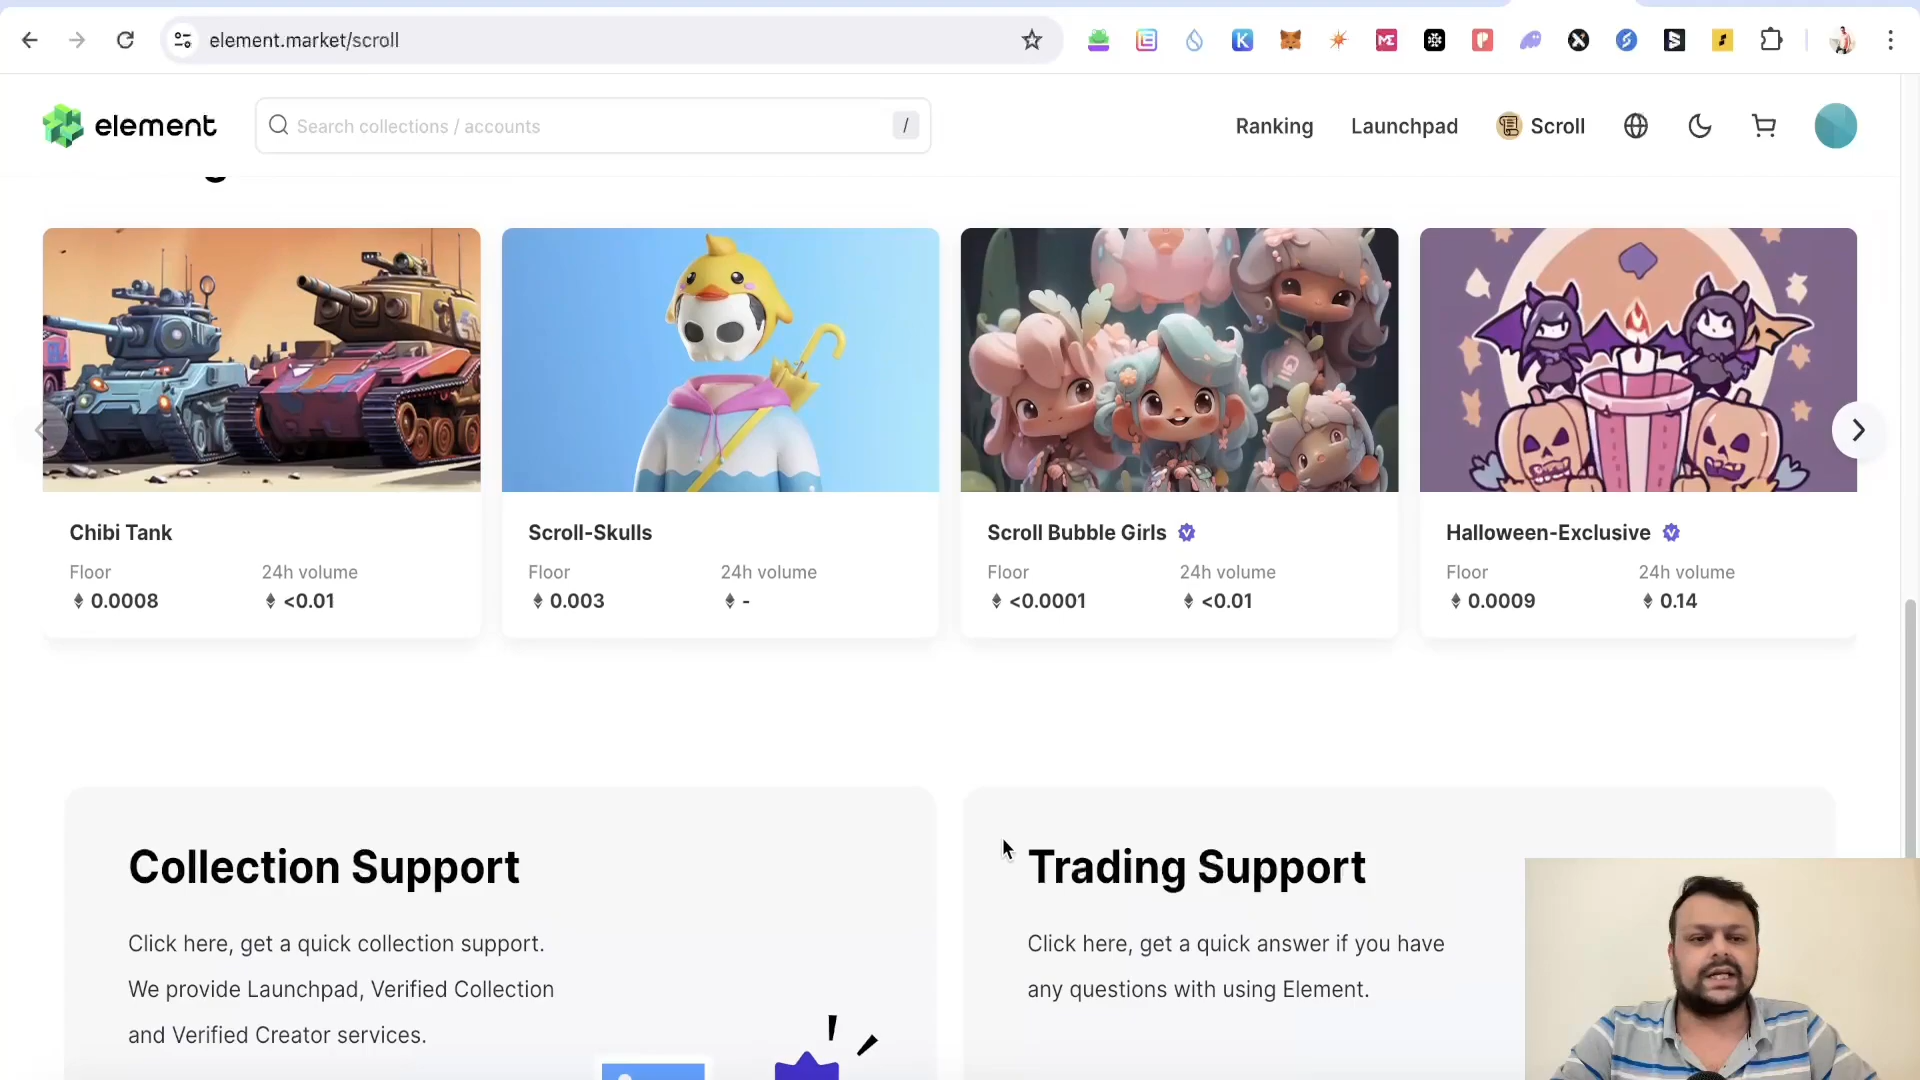 element.market/scroll
element
Search collections / accounts
/
Ranking
Launchpad
Scroll
Chibi Tank
Floor
24h volume
0.0008
<0.01
Scroll-Skulls
Floor
24h volume
0.003
-
Scroll Bubble Girls
Floor
24h volume
<0.0001
<0.01
Halloween-Exclusive
Floor
24h volume
0.0009
0.14
Collection Support
Click here, get a quick collection support.
We provide Launchpad, Verified Collection
and Verified Creator services.
Trading Support
Click here, get a quick answer if you have
any questions with using Element.